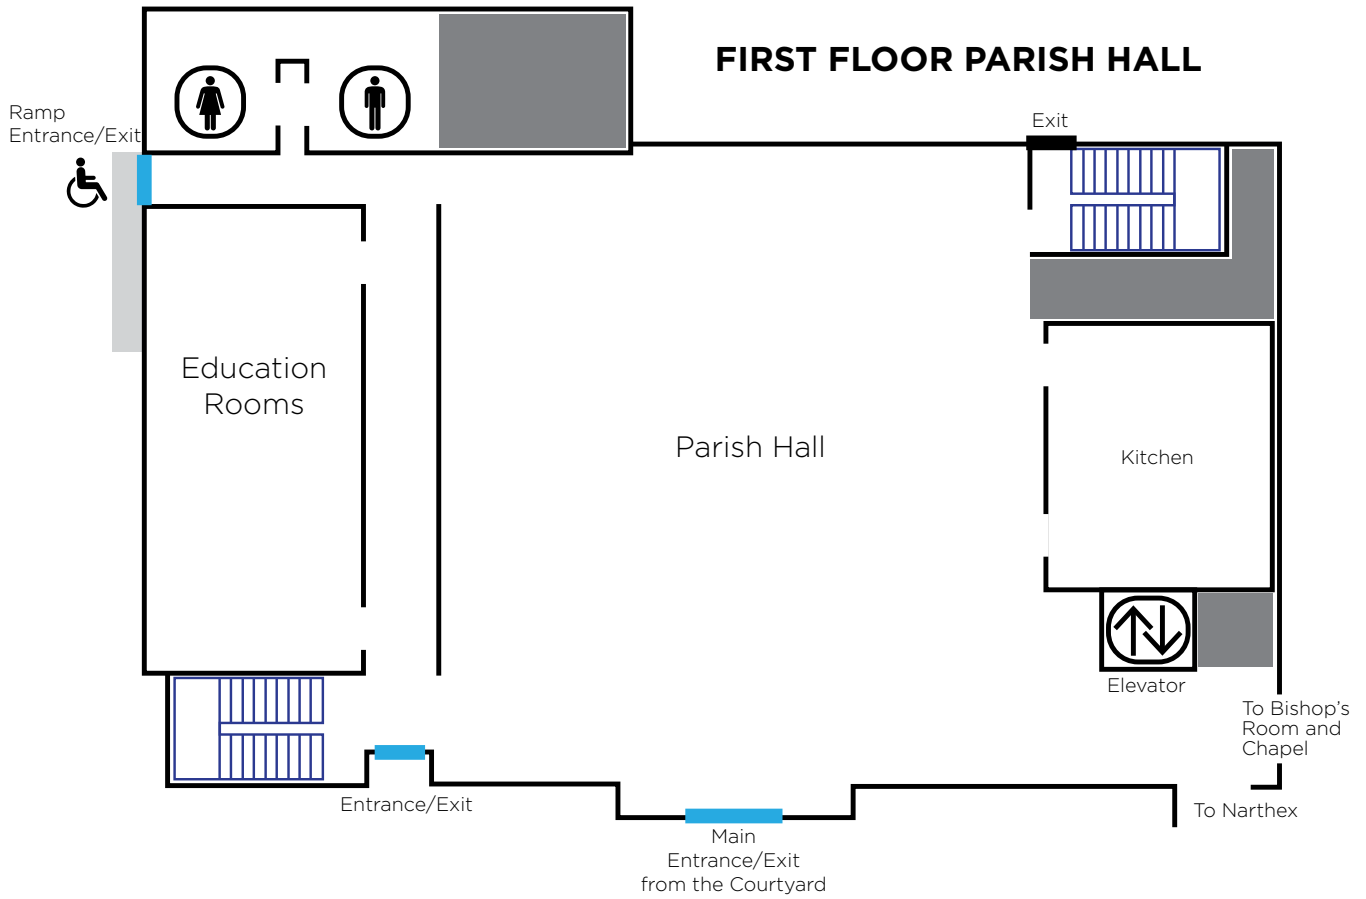 FIRST FLOOR PARISH HALL
Ramp
Entrance/Exit
Exit
Education
Rooms
Parish Hall
Kitchen
Elevator
To Bishop's
Room and
Chapel
Entrance/Exit
To Narthex
Main
Entrance/Exit
from the Courtyard